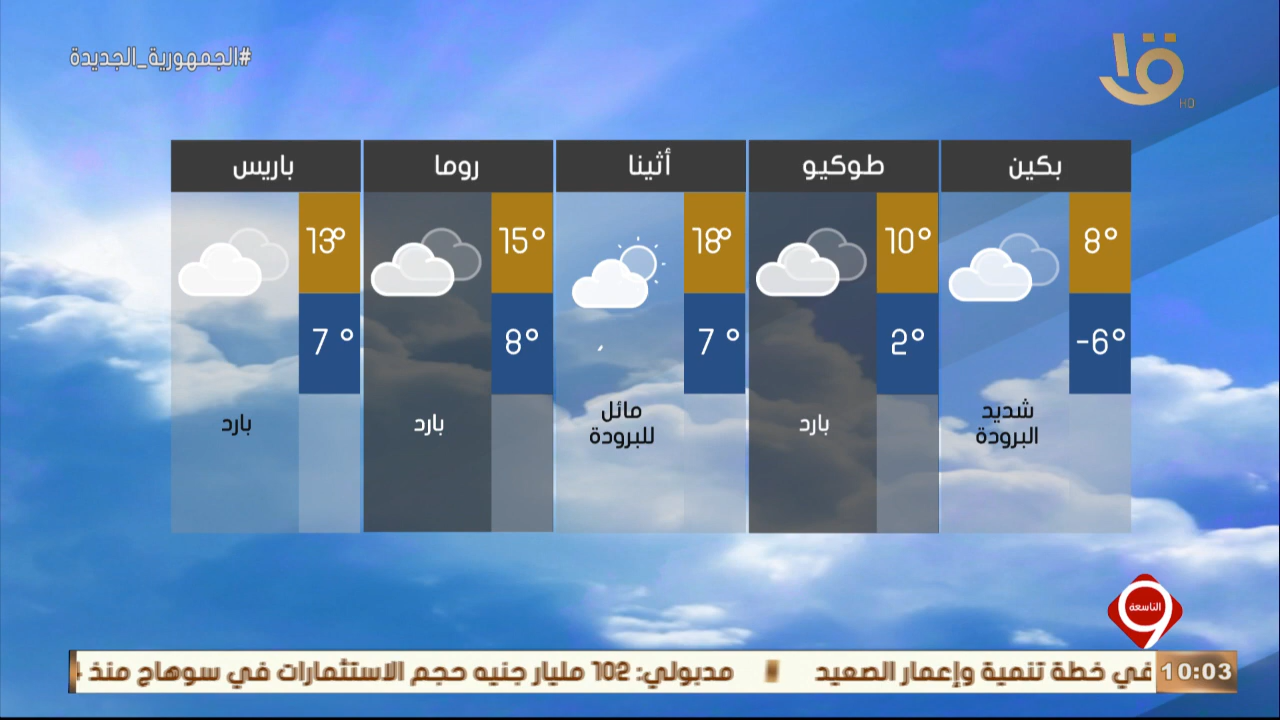 #الجمهورية_الجديدة
HD
بكين
8°
-6°
شديد
البرودة
طوكيو
10°
2°
بارد
أثينا
18°
7°
مائل
للبرودة
روما
15°
8°
بارد
باريس
13°
7°
بارد
التاسعة
9
10:03
في خطة تنمية وإعمار الصعيد
مدبولي: 102 مليار جنيه حجم الاستثمارات في سوهاج منذ